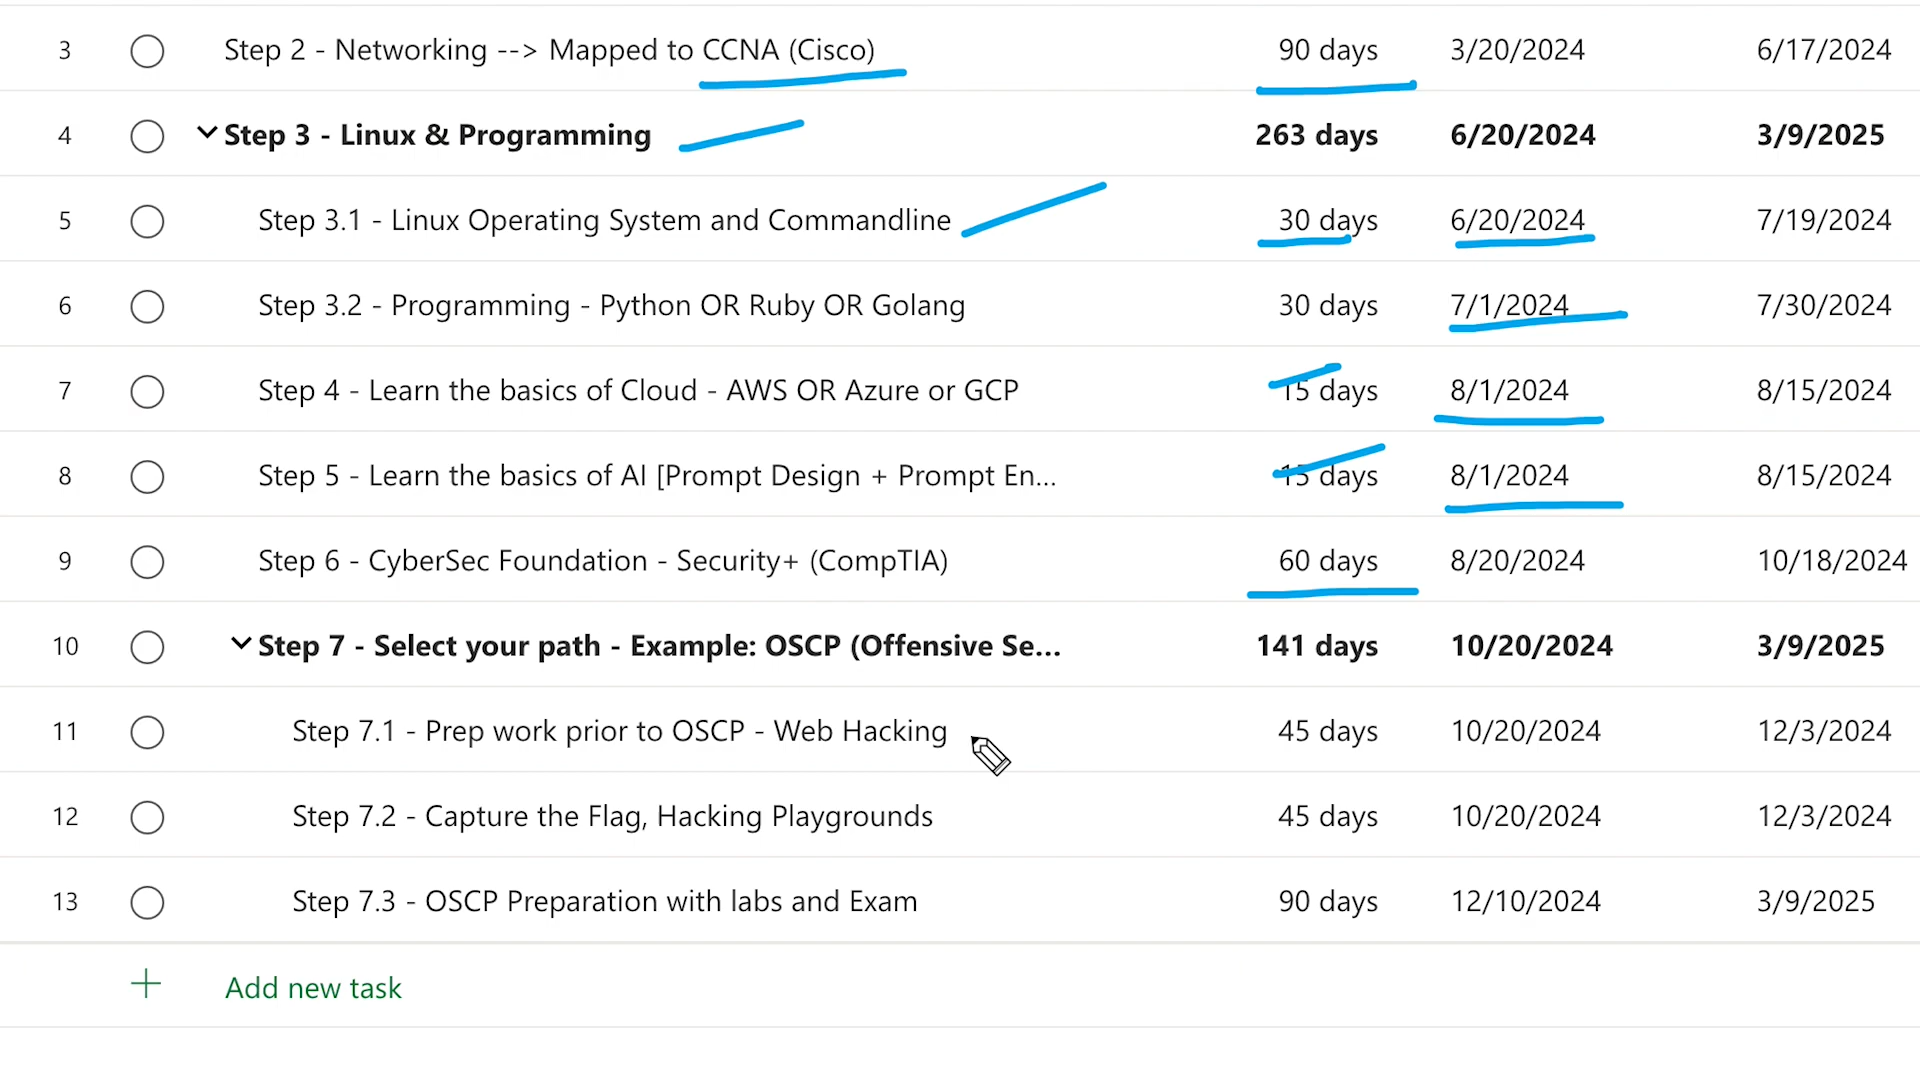 3 Step 2 - Networking --> Mapped to CCNA (Cisco) 90 days 3/20/2024 6/17/2024
4 Step 3 - Linux & Programming 263 days 6/20/2024 3/9/2025
5 Step 3.1 - Linux Operating System and Commandline 30 days 6/20/2024 7/19/2024
6 Step 3.2 - Programming - Python OR Ruby OR Golang 30 days 7/1/2024 7/30/2024
7 Step 4 - Learn the basics of Cloud - AWS OR Azure or GCP 15 days 8/1/2024 8/15/2024
8 Step 5 - Learn the basics of AI [Prompt Design + Prompt En... 15 days 8/1/2024 8/15/2024
9 Step 6 - CyberSec Foundation - Security+ (CompTIA) 60 days 8/20/2024 10/18/2024
10 Step 7 - Select your path - Example: OSCP (Offensive Se... 141 days 10/20/2024 3/9/2025
11 Step 7.1 - Prep work prior to OSCP - Web Hacking 45 days 10/20/2024 12/3/2024
12 Step 7.2 - Capture the Flag, Hacking Playgrounds 45 days 10/20/2024 12/3/2024
13 Step 7.3 - OSCP Preparation with labs and Exam 90 days 12/10/2024 3/9/2025
Add new task